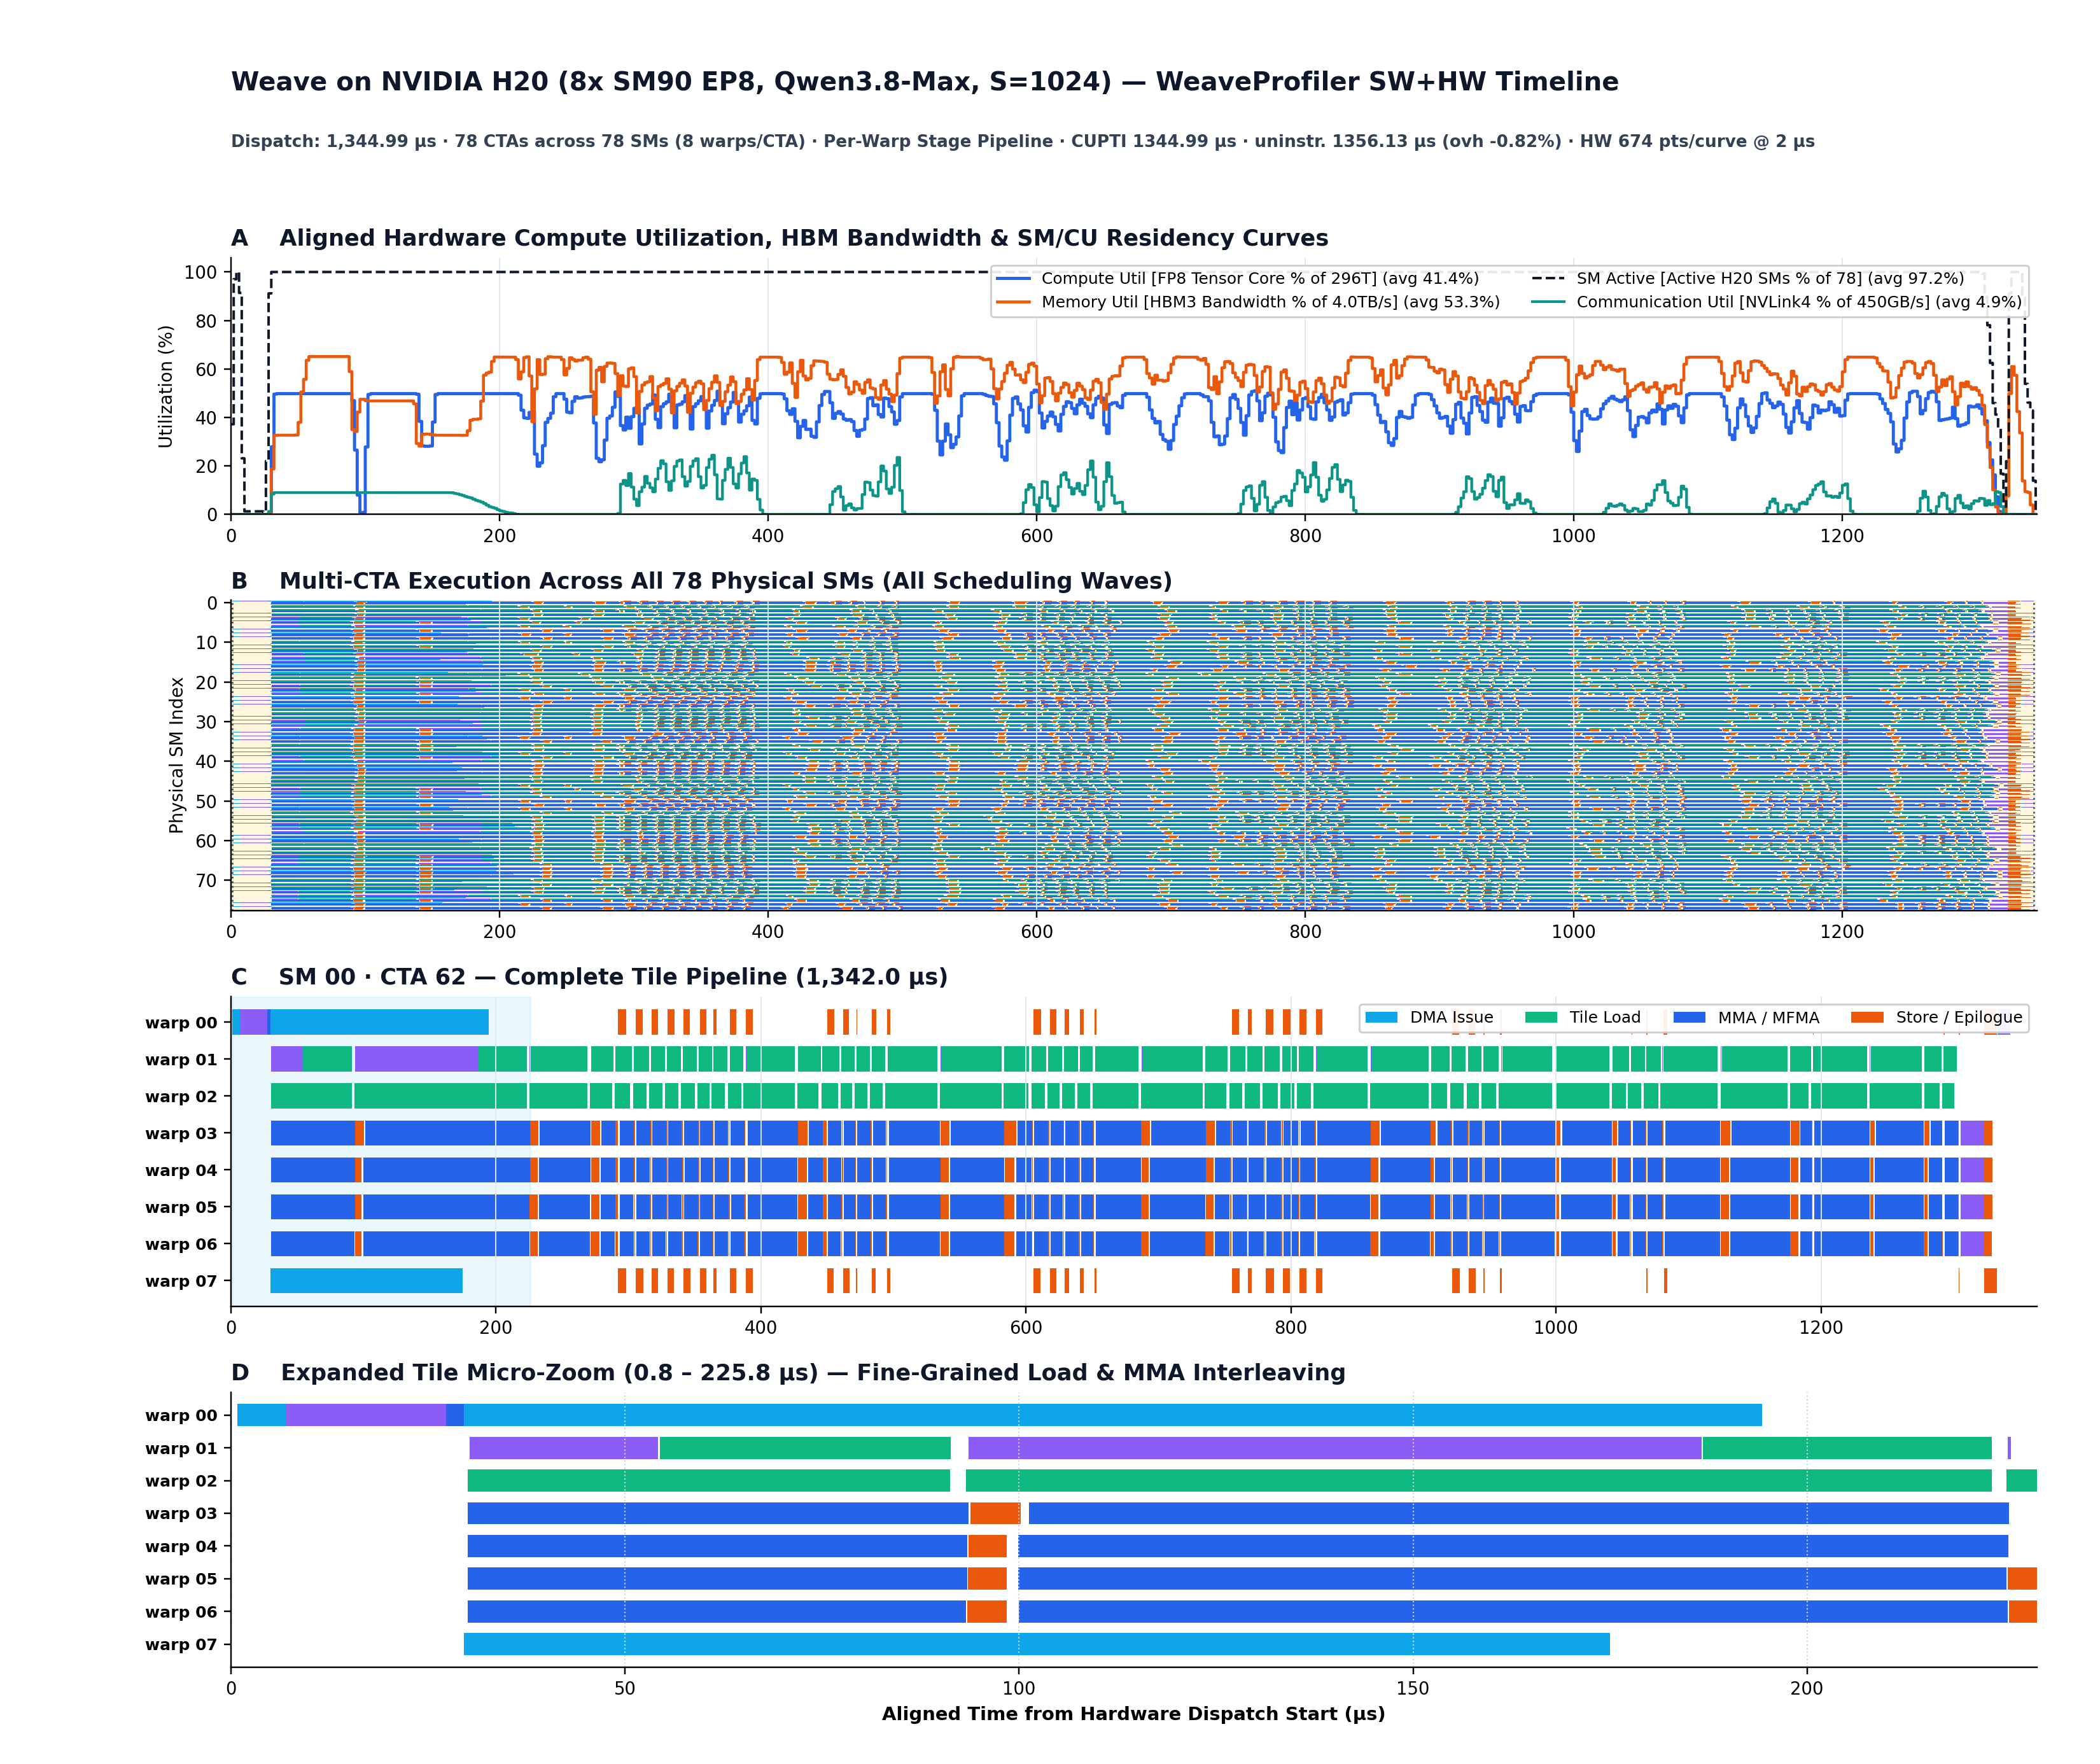 Weave on NVIDIA H20 (8x SM90 EP8, Qwen3.8-Max, S=1024) — WeaveProfiler SW+HW Timeline
Dispatch: 1,344.99 µs · 78 CTAs across 78 SMs (8 warps/CTA) · Per-Warp Stage Pipeline · CUPTI 1344.99 µs · uninstr. 1356.13 µs (ovh -0.82%) · HW 674 pts/curve @ 2 µs
A Aligned Hardware Compute Utilization, HBM Bandwidth & SM/CU Residency Curves
Utilization (%)
100
80
60
40
20
0
Compute Util [FP8 Tensor Core % of 296T] (avg 41.4%)
Memory Util [HBM3 Bandwidth % of 4.0TB/s] (avg 53.3%)
SM Active [Active H20 SMs % of 78] (avg 97.2%)
Communication Util [NVLink4 % of 450GB/s] (avg 4.9%)
0 200 400 600 800 1000 1200
B Multi-CTA Execution Across All 78 Physical SMs (All Scheduling Waves)
Physical SM Index
0
10
20
30
40
50
60
70
0 200 400 600 800 1000 1200
C SM 00 · CTA 62 — Complete Tile Pipeline (1,342.0 µs)
DMA Issue Tile Load MMA / MFMA Store / Epilogue
warp 00
warp 01
warp 02
warp 03
warp 04
warp 05
warp 06
warp 07
0 200 400 600 800 1000 1200
D Expanded Tile Micro-Zoom (0.8 – 225.8 µs) — Fine-Grained Load & MMA Interleaving
warp 00
warp 01
warp 02
warp 03
warp 04
warp 05
warp 06
warp 07
0 50 100 150 200
Aligned Time from Hardware Dispatch Start (µs)